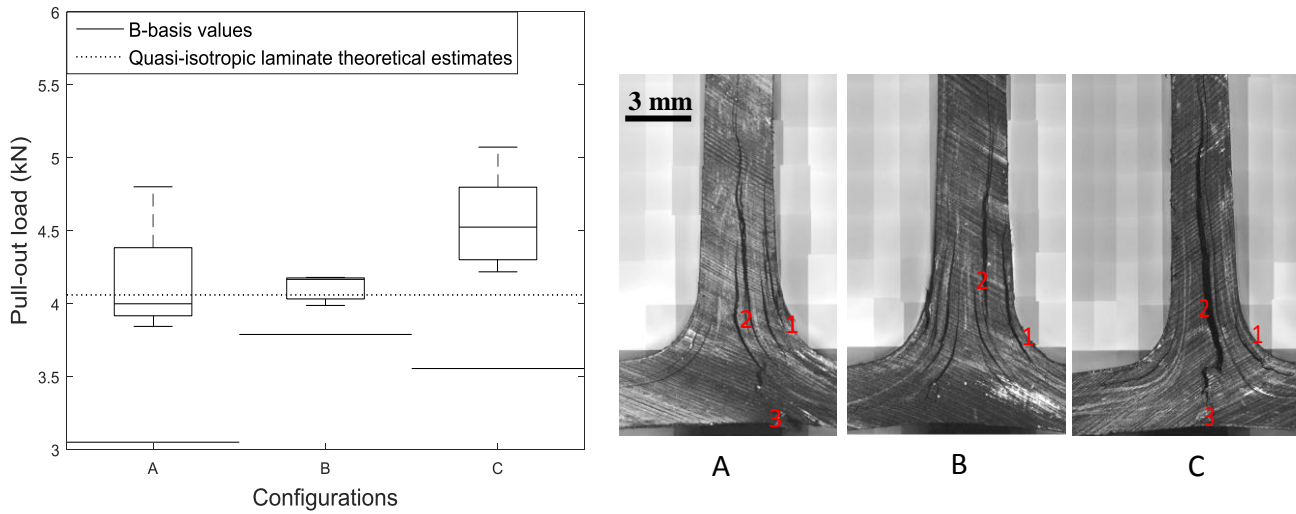 6
B-basis values
Quasi-isotropic laminate theoretical estimates
5.5
5
4.5
4
3.5
3
Pull-out load (kN)
A B C
Configurations
3 mm
2
1
3
A
2
1
B
2
1
3
C